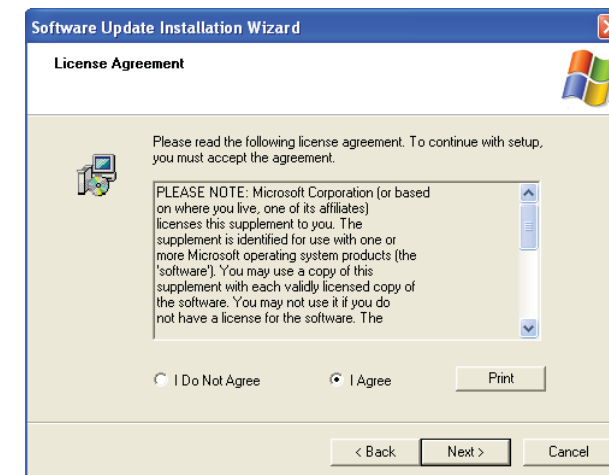 Software Update Installation Wizard
License Agreement
Please read the following license agreement. To continue with setup,
you must accept the agreement.
PLEASE NOTE: Microsoft Corporation (or based
on where you live, one of its affiliates)
licenses this supplement to you. The
supplement is identified for use with one or
more Microsoft operating system products (the
'software'). You may use a copy of this
supplement with each validly licensed copy of
the software. You may not use it if you do
not have a license for the software. The
I Do Not Agree I Agree Print
< Back Next > Cancel